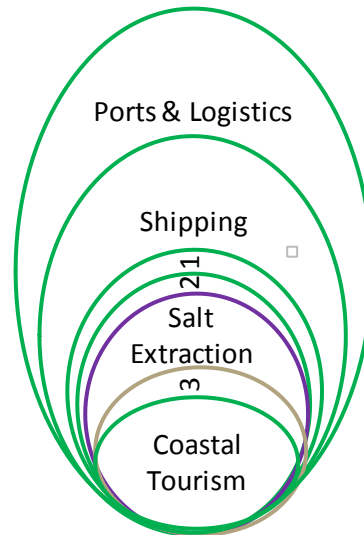 Ports & Logistics
Shipping
1
2
Salt
Extraction
3
Coastal
Tourism